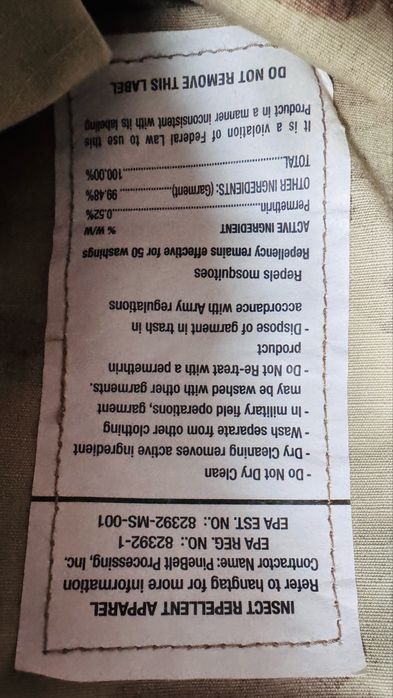 INSECT REPELLENT APPAREL
Refer to hangtag for more information
Contractor Name: Pinebelt Processing, Inc.
EPA REG. NO.: 82392-1
EPA EST. NO.: 82392-MS-001
- Do Not Dry Clean
- Dry Cleaning removes active ingredient
- Wash separate from other clothing
- In military field operations, garment
may be washed with other garments.
- Do Not Re-treat with a permethrin
product
- Dispose of garment in trash in
accordance with Army regulations
Repels mosquitoes
Repellency remains effective for 50 washings
ACTIVE INGREDIENT % W/W
Permethrin..............................0.52%
OTHER INGREDIENTS: (Garment)...............99.48%
TOTAL...................................100.00%
It is a violation of Federal Law to use this
Product in a manner inconsistent with its labeling
DO NOT REMOVE THIS LABEL